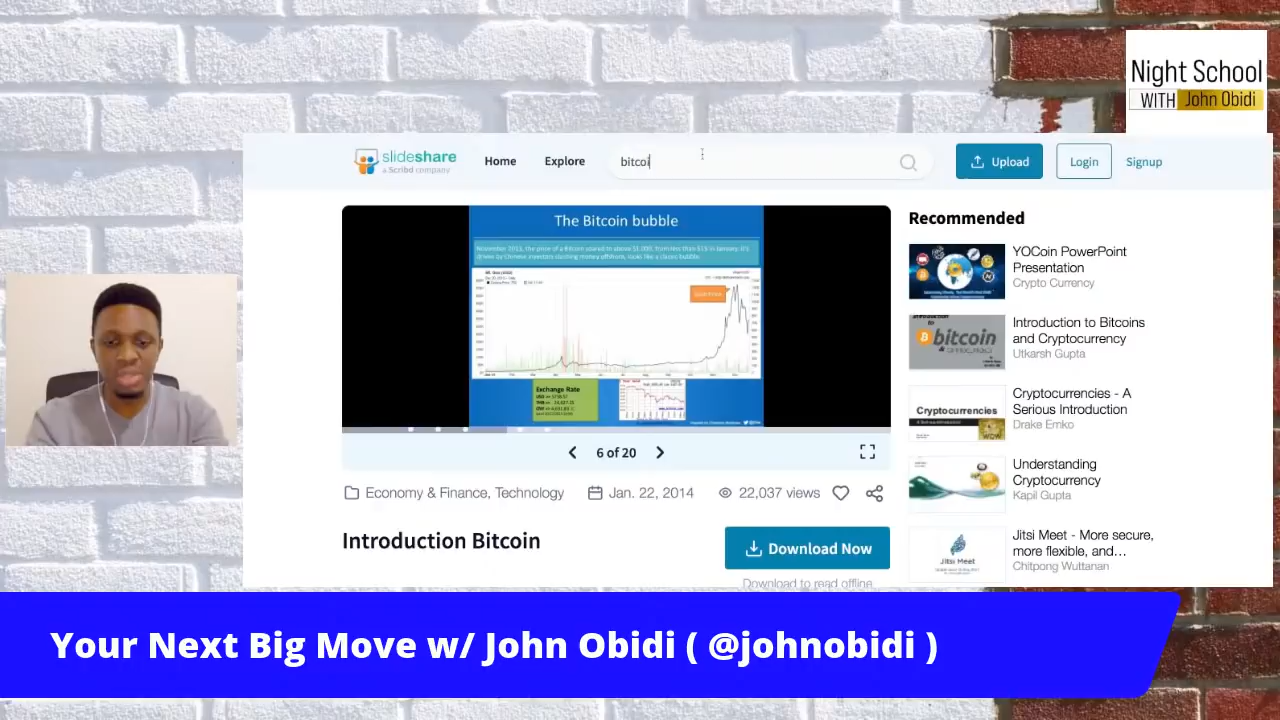 Night School
WITH John Obidi
slideshare
a Scribd company
Home
Explore
bitcoi
Upload
Login
Signup
The Bitcoin bubble
Exchange Rate
6 of 20
Economy & Finance, Technology
Jan. 22, 2014
22,037 views
Introduction Bitcoin
Download Now
Download to read offline
Recommended
YOCoin PowerPoint
Presentation
Crypto Currency
bitcoin
Introduction to Bitcoins
and Cryptocurrency
Utkarsh Gupta
Cryptocurrencies
Cryptocurrencies - A
Serious Introduction
Drake Emko
Understanding
Cryptocurrency
Kapil Gupta
Jitsi Meet
Jitsi Meet - More secure,
more flexible, and...
Chitpong Wuttanan
Your Next Big Move w/ John Obidi ( @johnobidi )